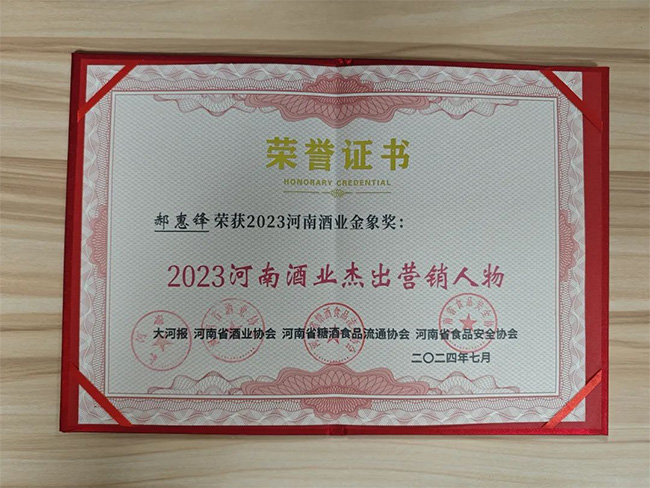 荣誉证书
HONORARY CREDENTIAL
郝惠锋 荣获2023河南酒业金象奖：
2023河南酒业杰出营销人物
大河报 河南省酒业协会 河南省糖酒食品流通协会 河南省食品安全协会
二〇二四年七月